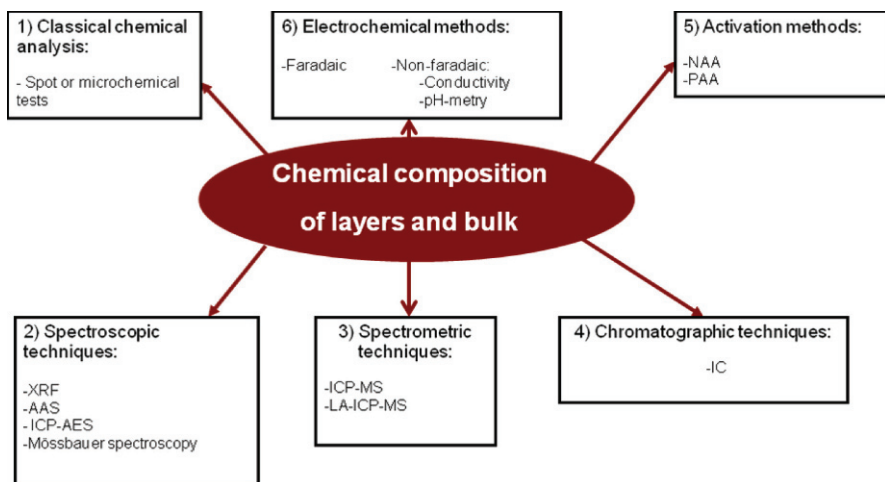 1) Classical chemical
analysis:
- Spot or microchemical
tests
6) Electrochemical methods:
-Faradaic -Non-faradaic:
-Conductivity
-pH-metry
5) Activation methods:
-NAA
-PAA
Chemical composition
of layers and bulk
2) Spectroscopic
techniques:
-XRF
-AAS
-ICP-AES
-Mössbauer spectroscopy
3) Spectrometric
techniques:
-ICP-MS
-LA-ICP-MS
4) Chromatographic techniques:
-IC